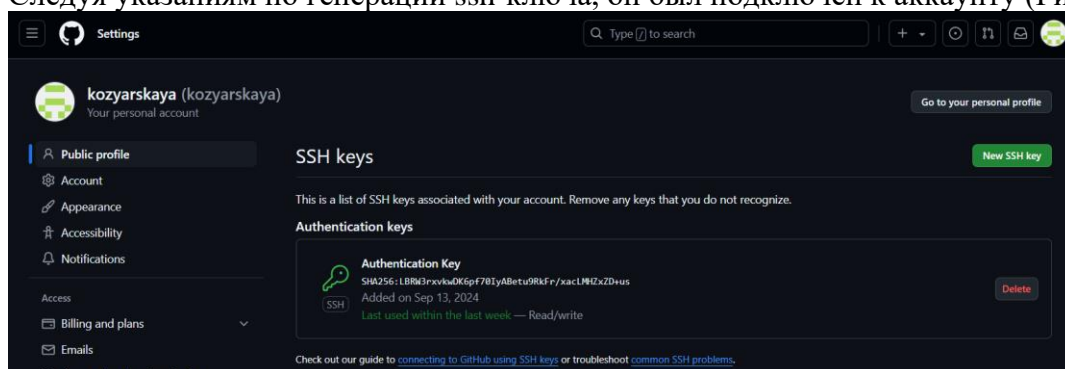 Следуя указаниям по генерации ssh-ключа, он был подключен к аккаунту (Ри
Settings
Type / to search
kozyarskaya (kozyarskaya)
Your personal account
Go to your personal profile
Public profile
Account
Appearance
Accessibility
Notifications
Access
Billing and plans
Emails
SSH keys
New SSH key
This is a list of SSH keys associated with your account. Remove any keys that you do not recognize.
Authentication keys
Authentication Key
SHA256:LBRW3rxvkwDK6pf70IyABetu9RkFr/xacLMHZxZD+us
SSH
Added on Sep 13, 2024
Last used within the last week — Read/write
Delete
Check out our guide to connecting to GitHub using SSH keys or troubleshoot common SSH problems.